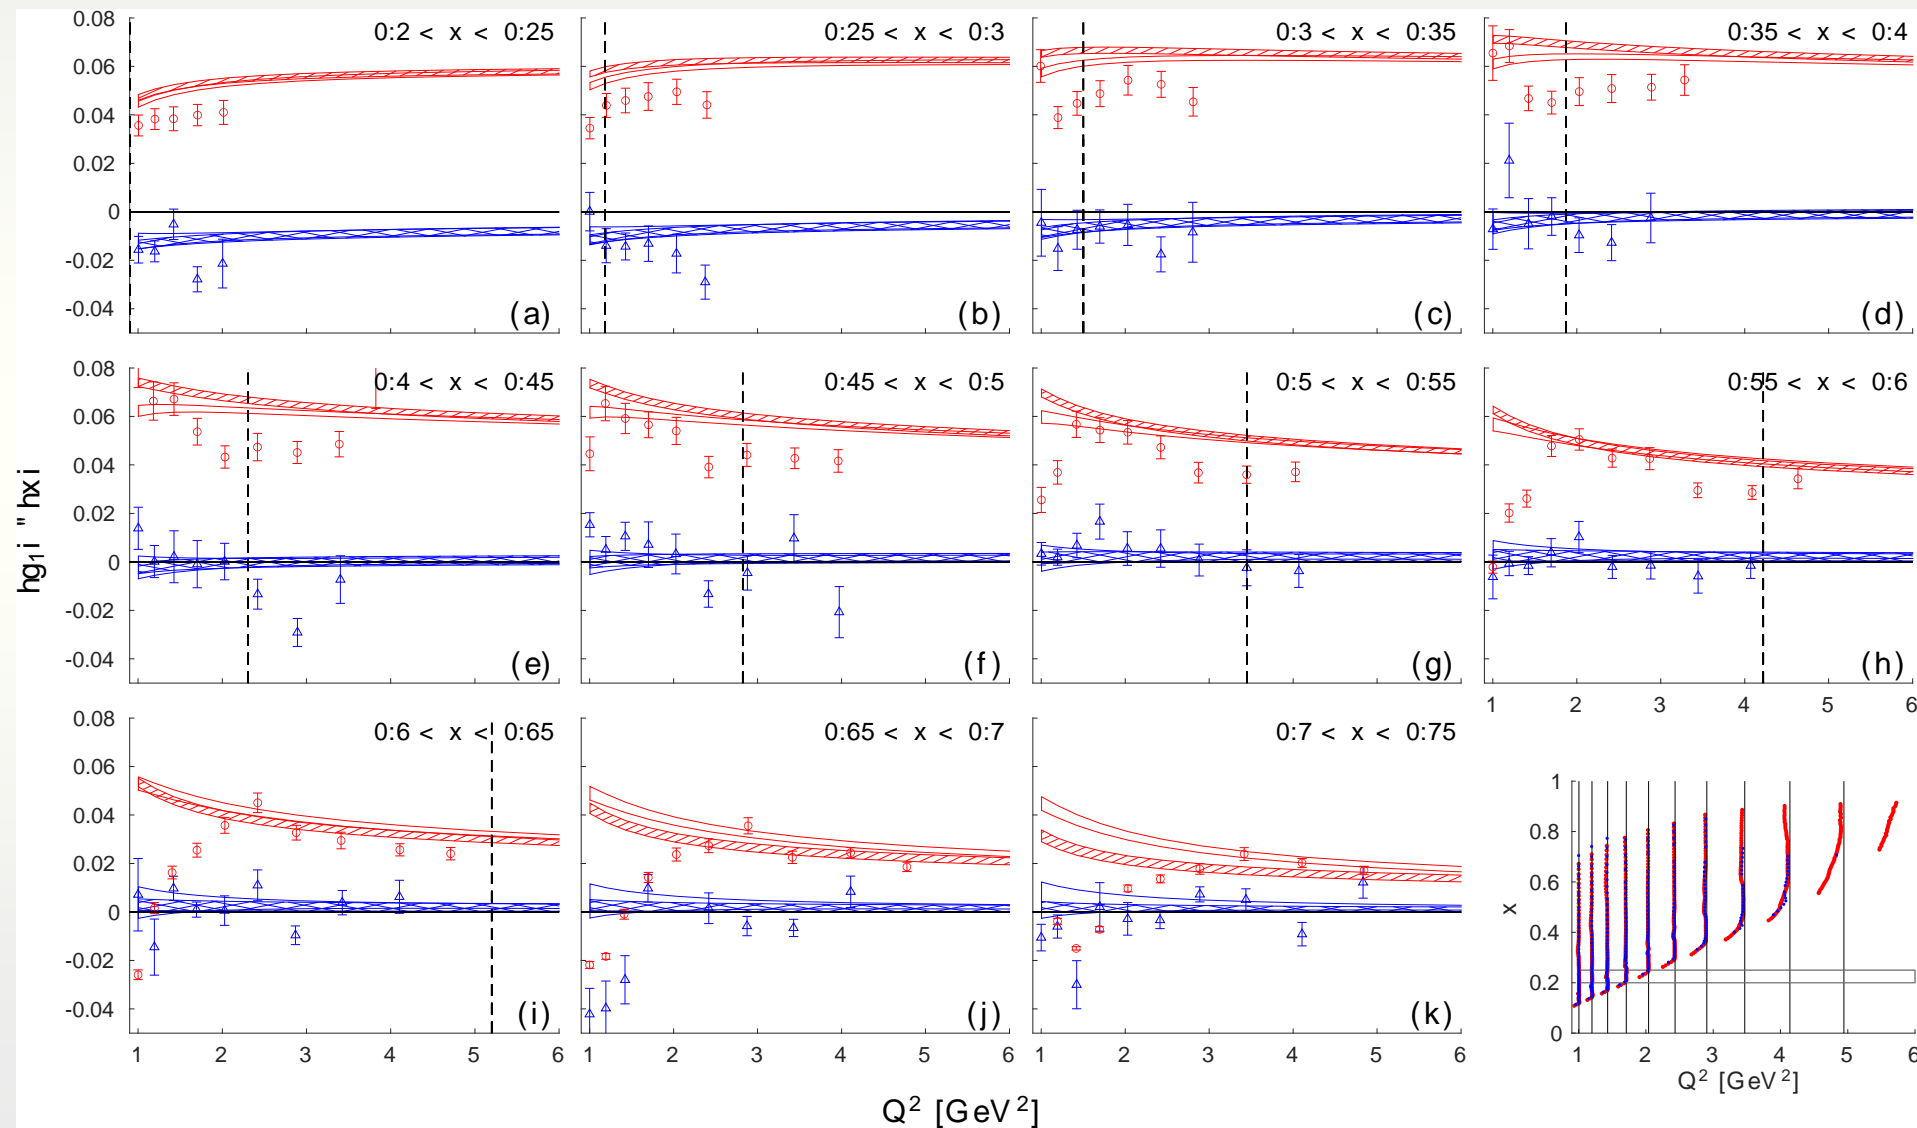 0.08
0.06
0.04
0.02
0
-0.02
-0.04
0:2 < x < 0:25
(a)
0:25 < x < 0:3
(b)
0:3 < x < 0:35
(c)
0:35 < x < 0:4
(d)
0.08
0.06
0.04
0.02
0
-0.02
-0.04
0:4 < x < 0:45
(e)
0:45 < x < 0:5
(f)
0:5 < x < 0:55
(g)
0:55 < x < 0:6
(h)
1 2 3 4 5 6
hg₁i " hxi
0.08
0.06
0.04
0.02
0
-0.02
-0.04
0:6 < x < 0:65
(i)
1 2 3 4 5 6
0:65 < x < 0:7
(j)
1 2 3 4 5 6
0:7 < x < 0:75
(k)
1 2 3 4 5 6
1
0.8
0.6
0.4
0.2
0
x
1 2 3 4 5 6
Q² [GeV²]
Q² [GeV²]